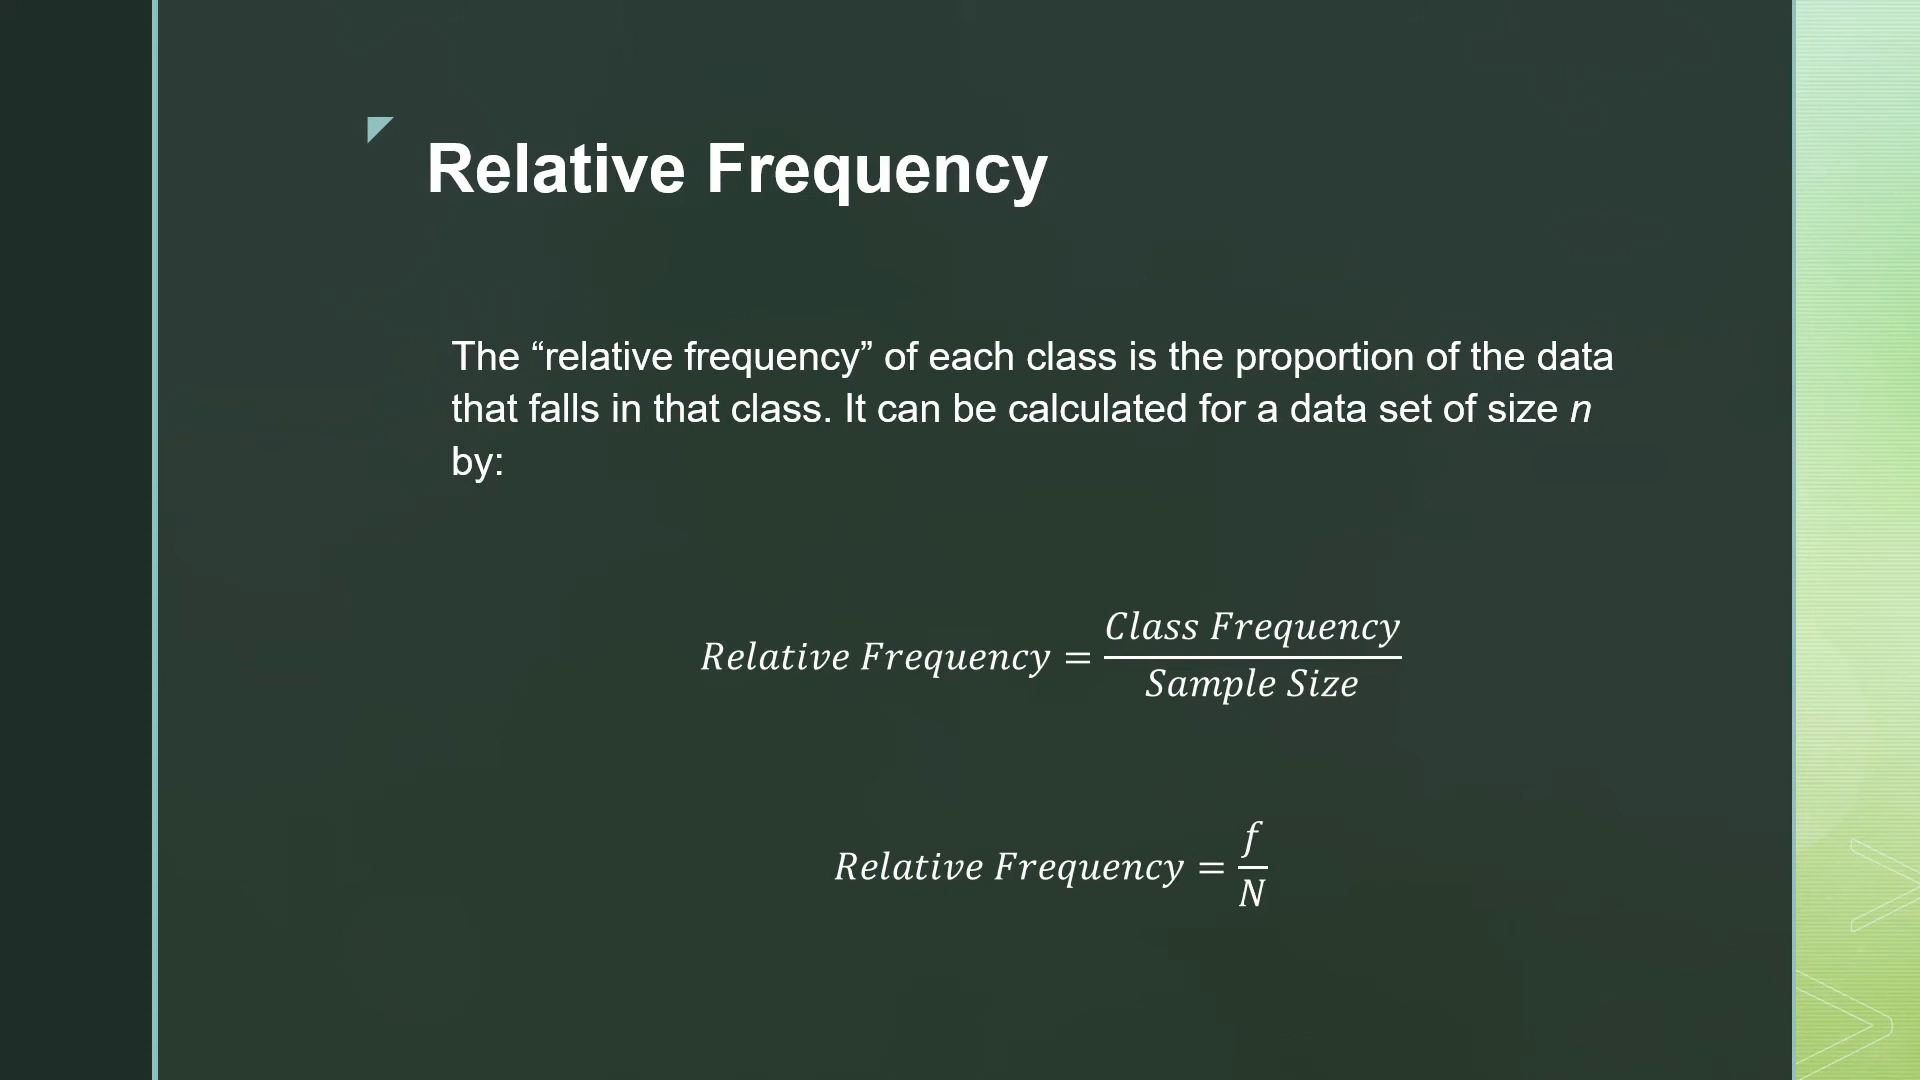 Relative Frequency
The “relative frequency” of each class is the proportion of the data
that falls in that class. It can be calculated for a data set of size n
by:
Relative Frequency = Class Frequency / Sample Size
Relative Frequency = f / N